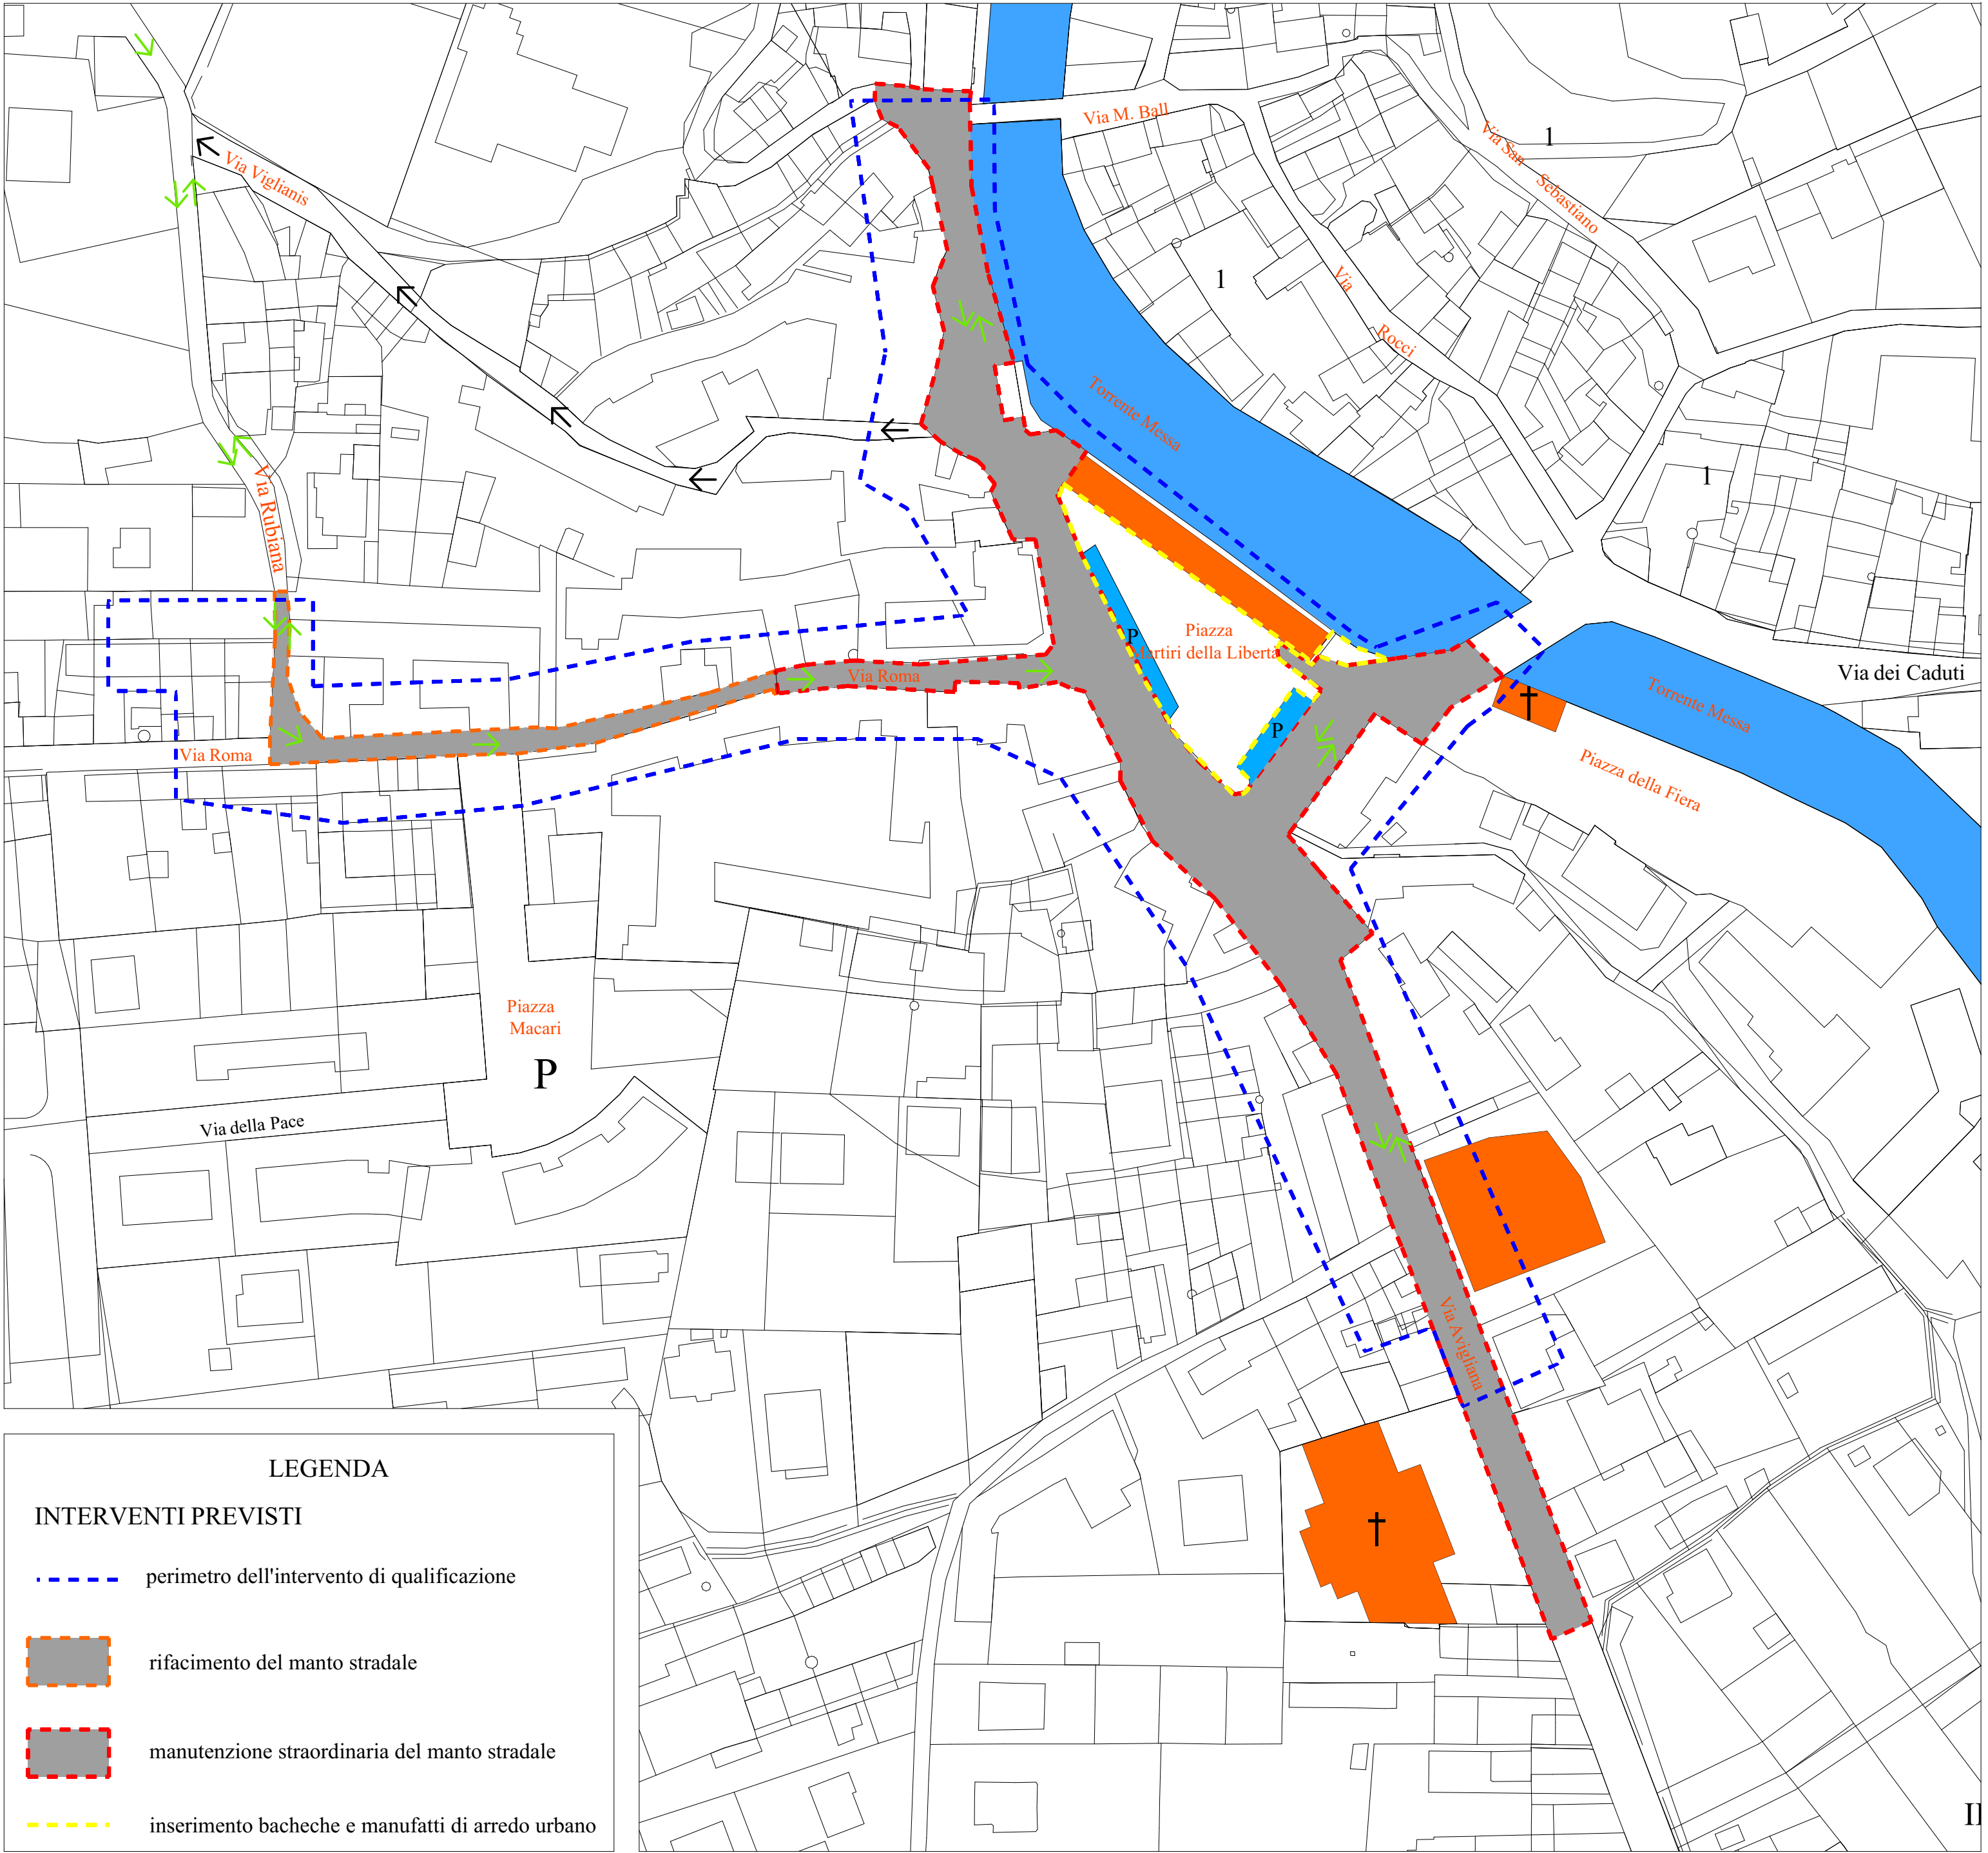 Via M. Ball
1
Via San
Sebastiano
Via Viglianis
1
Via
Rocci
Torrente Messa
1
Via Rubiana
P
Piazza
Martiri della Libertà
Via dei Caduti
Via Roma
Torrente Messa
P
Via Roma
Piazza della Fiera
Piazza
Macari
P
Via della Pace
Via Avigliana
LEGENDA
INTERVENTI PREVISTI
perimetro dell'intervento di qualificazione
rifacimento del manto stradale
manutenzione straordinaria del manto stradale
inserimento bacheche e manufatti di arredo urbano